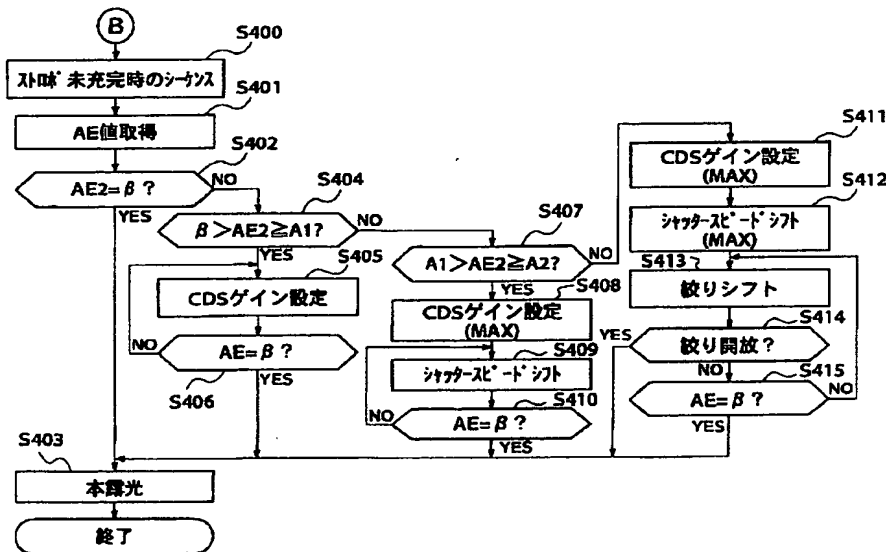 B
S400
ストロボ未充完時のシーケンス
S401
AE値取得
S402
AE2=β?
NO
YES
S404
β>AE2≧A1?
NO
YES
S405
CDSゲイン設定
NO
AE=β?
YES
S406
S407
A1>AE2≧A2?
NO
YES
S408
CDSゲイン設定
(MAX)
S409
シャッタースピードシフト
S410
NO
AE=β?
YES
S411
CDSゲイン設定
(MAX)
S412
シャッタースピードシフト
(MAX)
S413
絞りシフト
S414
YES
絞り開放?
NO
S415
AE=β?
NO
YES
S403
本露光
終了